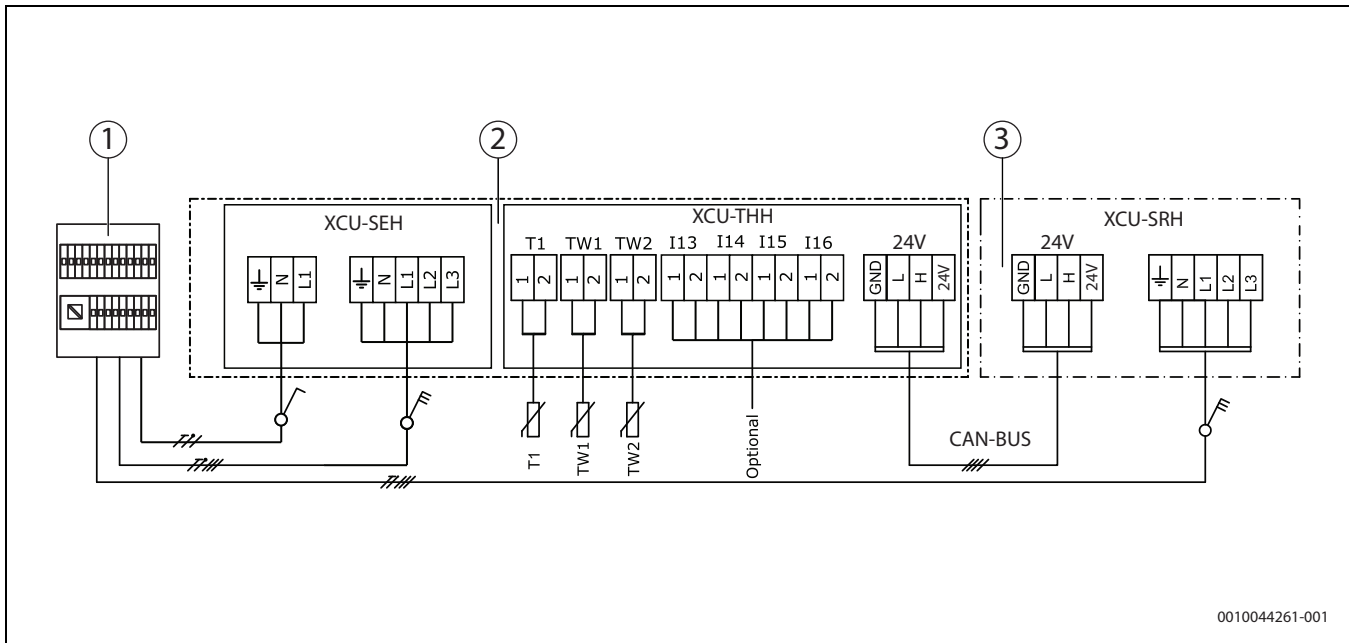 1
2
3
XCU-SEH
XCU-THH
XCU-SRH
T1 TW1 TW2 I13 I14 I15 I16 24V
24V
N L1
N L1 L2 L3
1 2
1 2
1 2
1 2 1 2 1 2 1 2
GND L H 24V
GND L H 24V
N L1 L2 L3
T1
TW1
TW2
Optional
CAN-BUS
0010044261-001